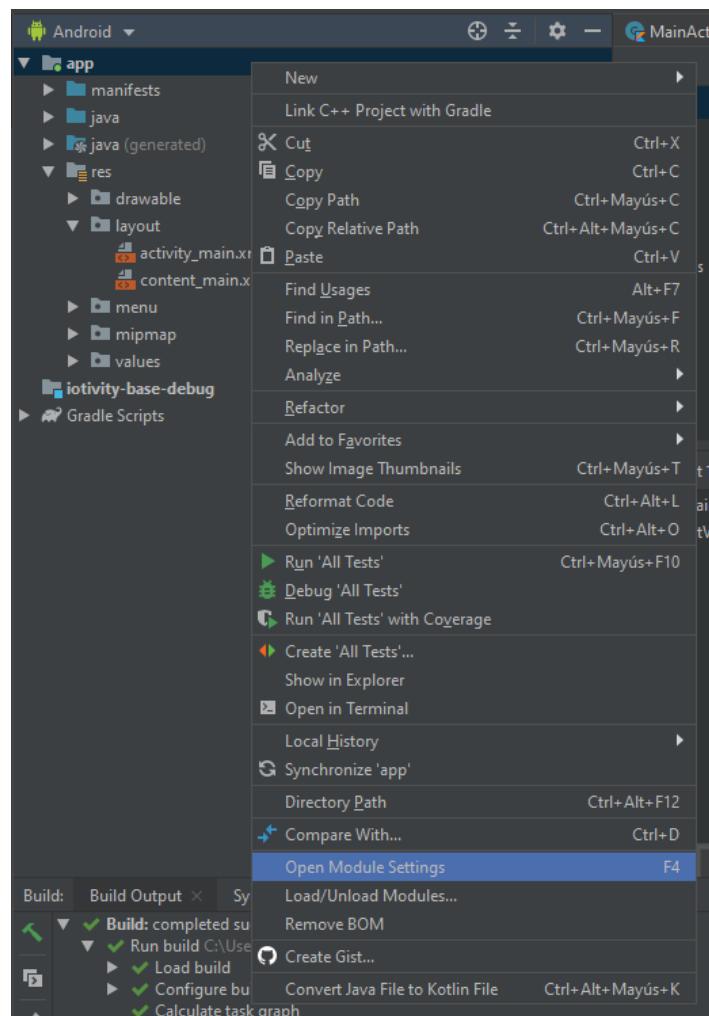 Android
MainAct
app
manifests
java
java (generated)
res
drawable
layout
activity_main.x
content_main.x
menu
mipmap
values
iotivity-base-debug
Gradle Scripts
New
Link C++ Project with Gradle
Cut Ctrl+X
Copy Ctrl+C
Copy Path Ctrl+Mayús+C
Copy Relative Path Ctrl+Alt+Mayús+C
Paste Ctrl+V
Find Usages Alt+F7
Find in Path... Ctrl+Mayús+F
Replace in Path... Ctrl+Mayús+R
Analyze
Refactor
Add to Favorites
Show Image Thumbnails Ctrl+Mayús+T
Reformat Code Ctrl+Alt+L
Optimize Imports Ctrl+Alt+O
Run 'All Tests' Ctrl+Mayús+F10
Debug 'All Tests'
Run 'All Tests' with Coverage
Create 'All Tests'...
Show in Explorer
Open in Terminal
Local History
Synchronize 'app'
Directory Path Ctrl+Alt+F12
Compare With... Ctrl+D
Open Module Settings F4
Load/Unload Modules...
Remove BOM
Create Gist...
Convert Java File to Kotlin File Ctrl+Alt+Mayús+K
Build: Build Output Sy
Build: completed su
Run build C:\Use
Load build
Configure bu
Calculate task graph